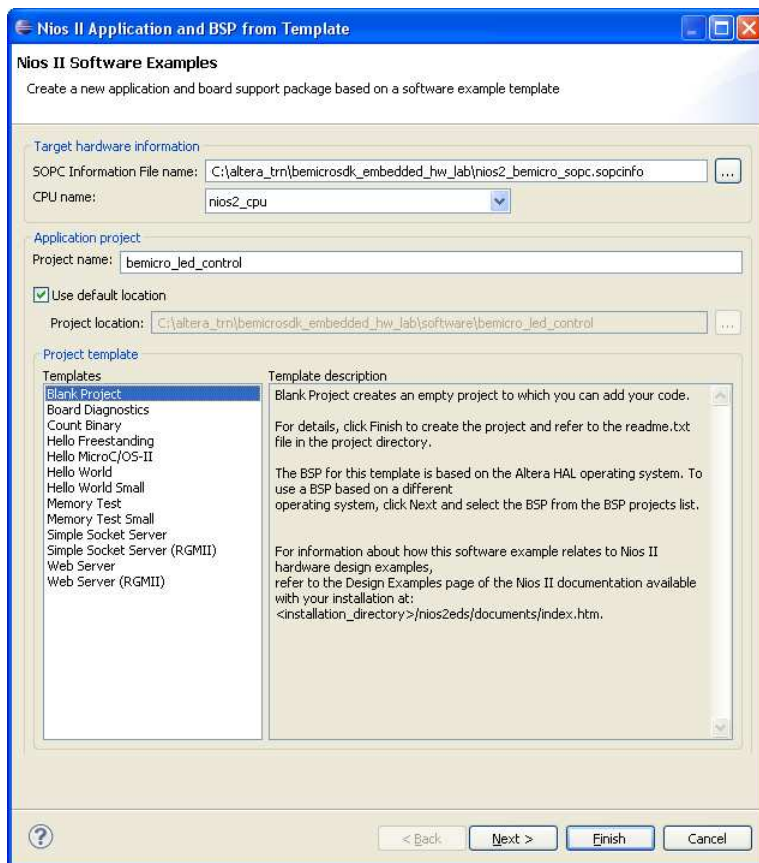 Nios II Application and BSP from Template
Nios II Software Examples
Create a new application and board support package based on a software example template
Target hardware information
SOPC Information File name: C:\altera_trn\bemicrosdk_embedded_hw_lab\nios2_bemicro_sopc.sopcinfo ...
CPU name: nios2_cpu
Application project
Project name: bemicro_led_control
Use default location
Project location: C:\altera_trn\bemicrosdk_embedded_hw_lab\software\bemicro_led_control ...
Project template
Templates
Blank Project
Board Diagnostics
Count Binary
Hello Freestanding
Hello MicroC/OS-II
Hello World
Hello World Small
Memory Test
Memory Test Small
Simple Socket Server
Simple Socket Server (RGMII)
Web Server
Web Server (RGMII)
Template description
Blank Project creates an empty project to which you can add your code.
For details, click Finish to create the project and refer to the readme.txt
file in the project directory.
The BSP for this template is based on the Altera HAL operating system. To
use a BSP based on a different
operating system, click Next and select the BSP from the BSP projects list.
For information about how this software example relates to Nios II
hardware design examples,
refer to the Design Examples page of the Nios II documentation available
with your installation at:
<installation_directory>/nios2eds/documents/index.htm.
? < Back Next > Finish Cancel